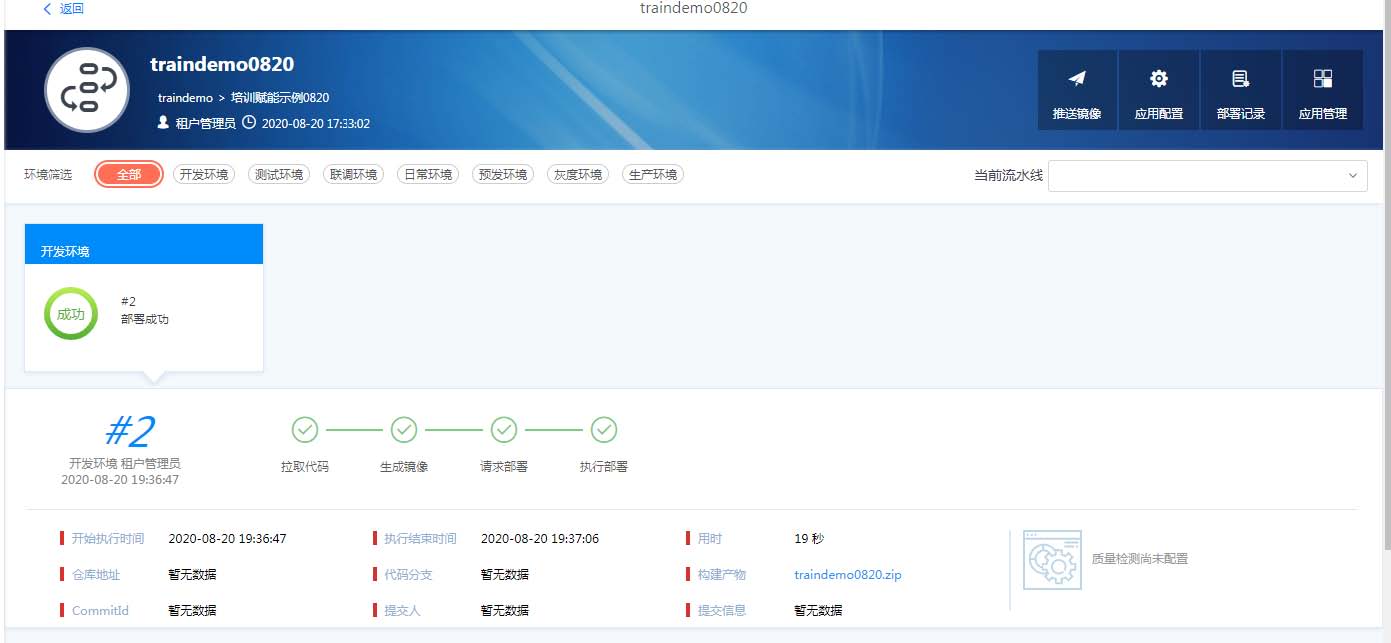 返回
traindemo0820
traindemo0820
traindemo > 培训赋能示例0820
租户管理员 2020-08-20 17:33:02
推送镜像 应用配置 部署记录 应用管理
环境筛选 全部 开发环境 测试环境 联调环境 日常环境 预发环境 灰度环境 生产环境 当前流水线
开发环境
成功
#2
部署成功
#2
开发环境 租户管理员
2020-08-20 19:36:47
拉取代码 生成镜像 请求部署 执行部署
开始执行时间 2020-08-20 19:36:47 执行结束时间 2020-08-20 19:37:06 用时 19 秒
仓库地址 暂无数据 代码分支 暂无数据 构建产物 traindemo0820.zip
CommitId 暂无数据 提交人 暂无数据 提交信息 暂无数据
质量检测尚未配置